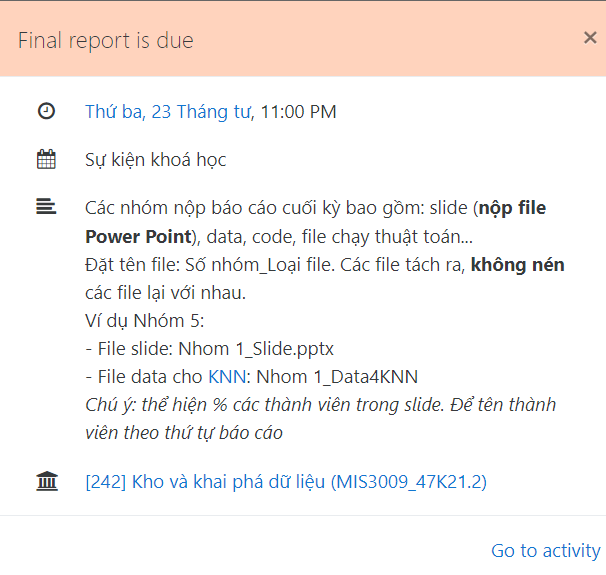 Final report is due
×
Thứ ba, 23 Tháng tư, 11:00 PM
Sự kiện khoá học
Các nhóm nộp báo cáo cuối kỳ bao gồm: slide (nộp file
Power Point), data, code, file chạy thuật toán...
Đặt tên file: Số nhóm_Loại file. Các file tách ra, không nén
các file lại với nhau.
Ví dụ Nhóm 5:
- File slide: Nhom 1_Slide.pptx
- File data cho KNN: Nhom 1_Data4KNN
Chú ý: thể hiện % các thành viên trong slide. Để tên thành
viên theo thứ tự báo cáo
[242] Kho và khai phá dữ liệu (MIS3009_47K21.2)
Go to activity